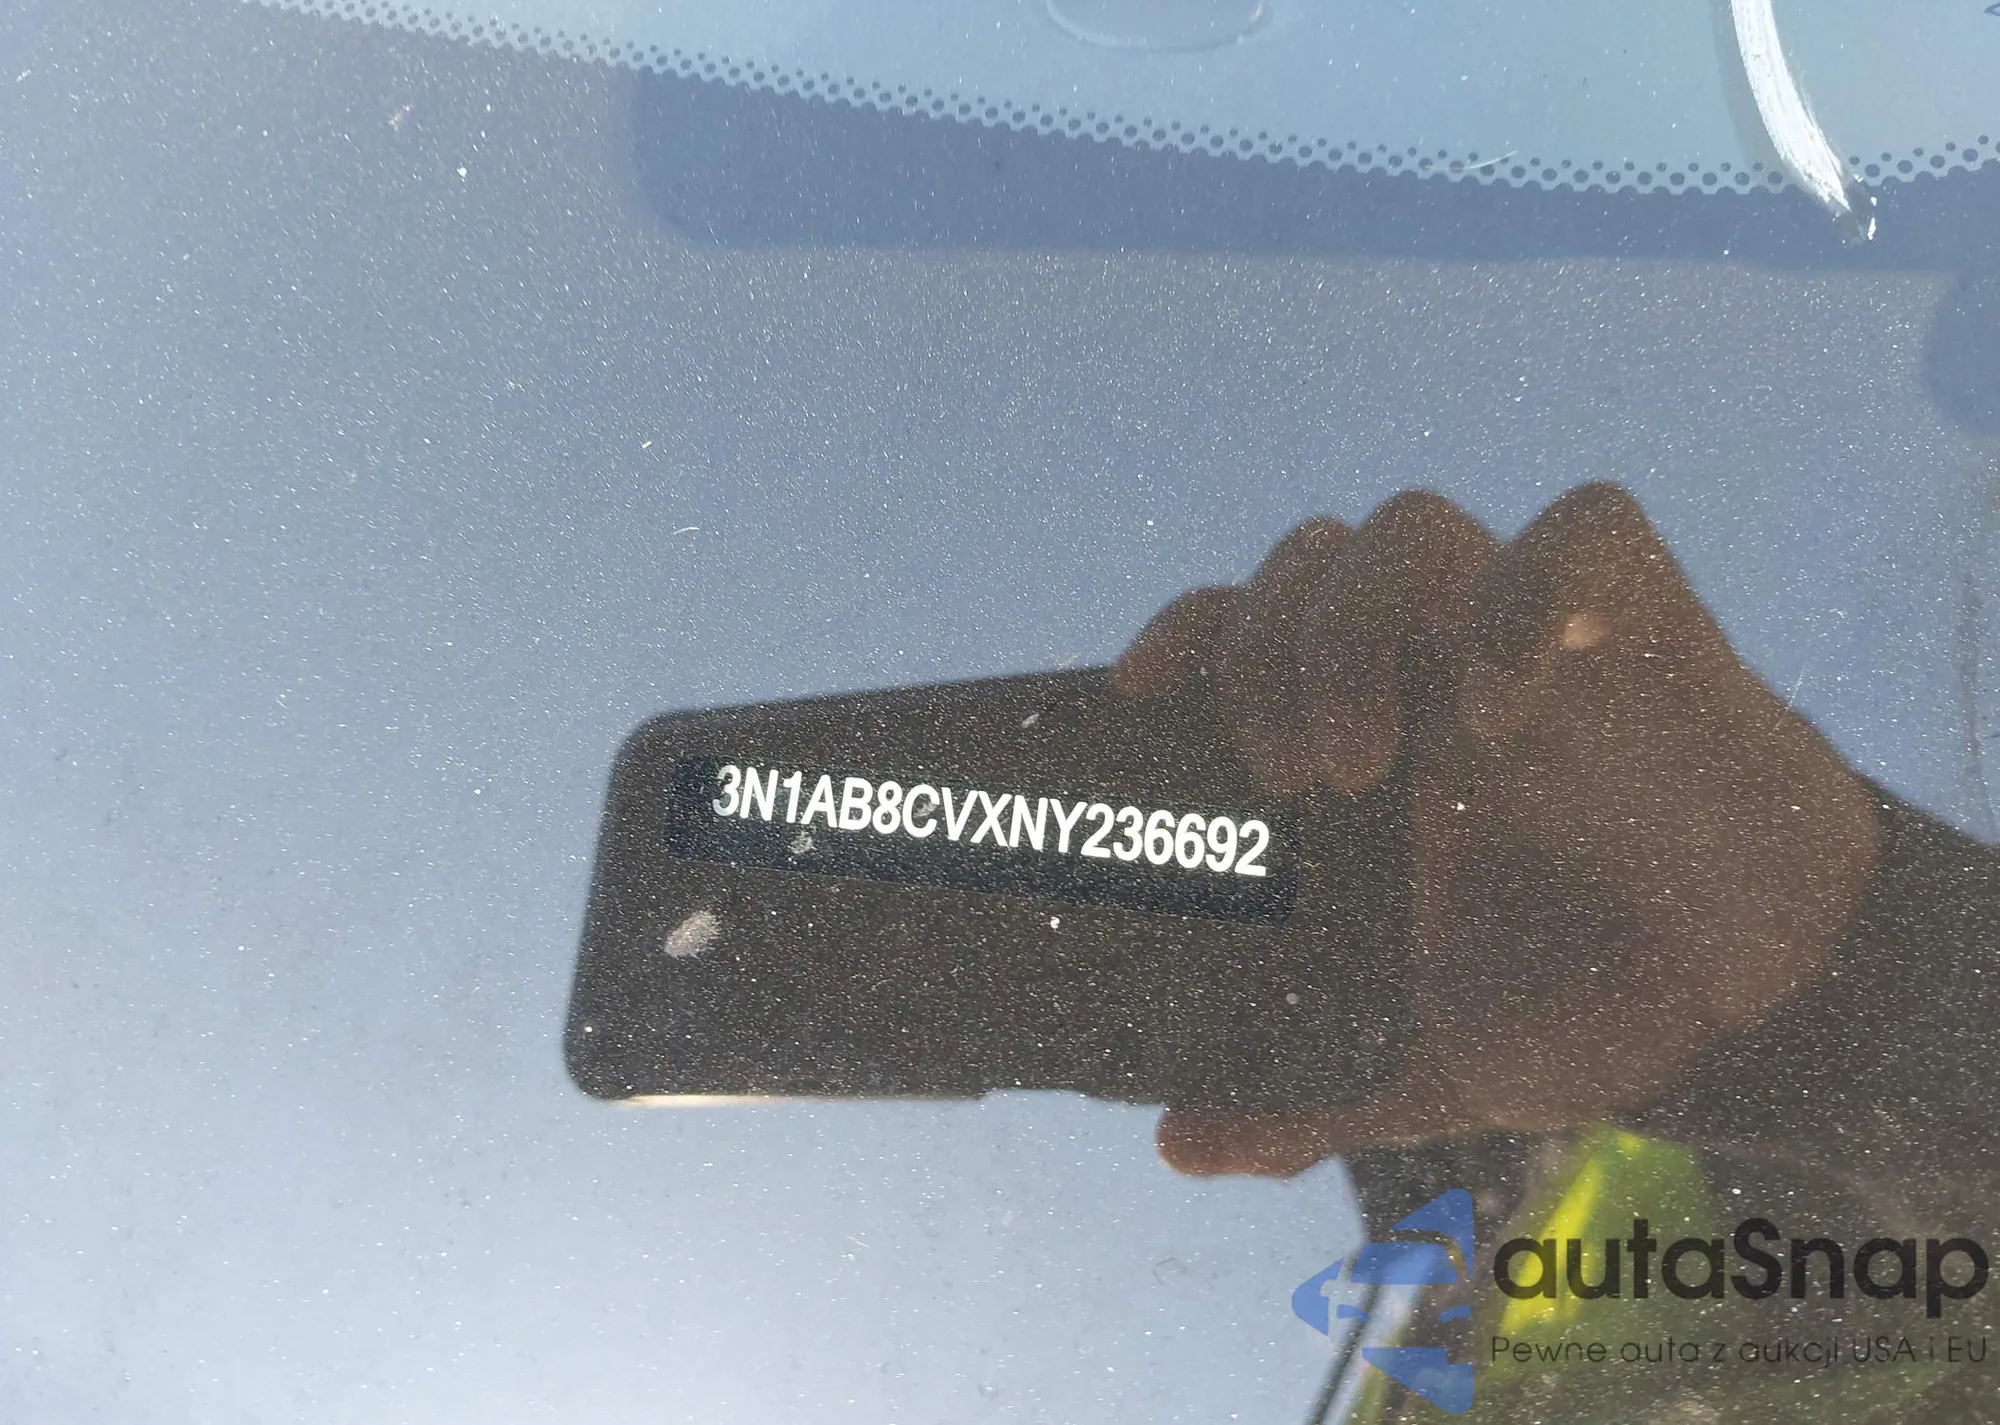 3N1AB8CVXNY236692
autaSnap
Pewne auta z aukcji USA i EU